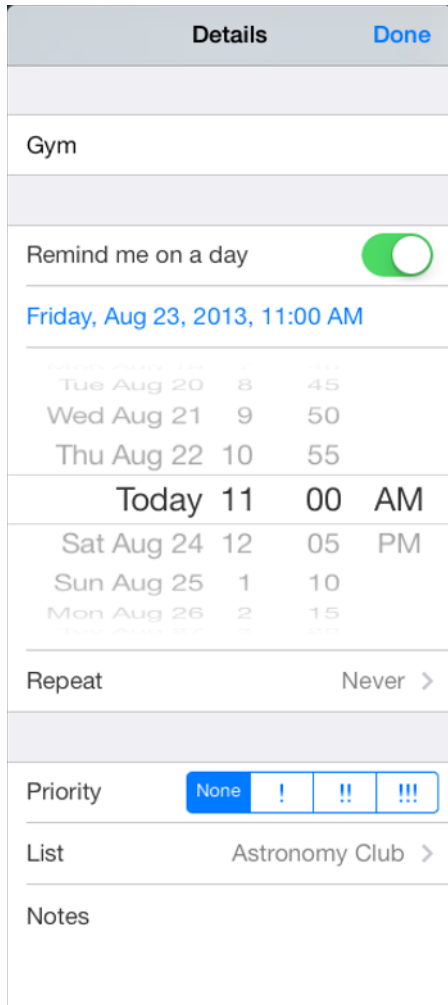 Details Done
Gym
Remind me on a day
Friday, Aug 23, 2013, 11:00 AM
Tue Aug 20 8 45
Wed Aug 21 9 50
Thu Aug 22 10 55
Today 11 00 AM
Sat Aug 24 12 05 PM
Sun Aug 25 1 10
Mon Aug 26 2 15
Repeat Never >
Priority None ! !! !!!
List Astronomy Club >
Notes